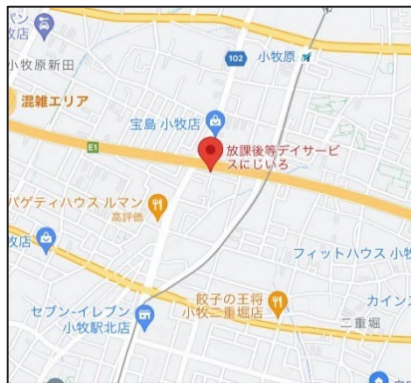 パン
牧店
小牧原新田
102
小牧原
混雑エリア
宝島 小牧店
E1
放課後等デイサービ
スにじいろ
パゲティハウス ルマン
高評価
牧店
フィットハウス 小牧
餃子の王将
小牧二重堀店
カインズ
セブン-イレブン
小牧駅北店
二重堀